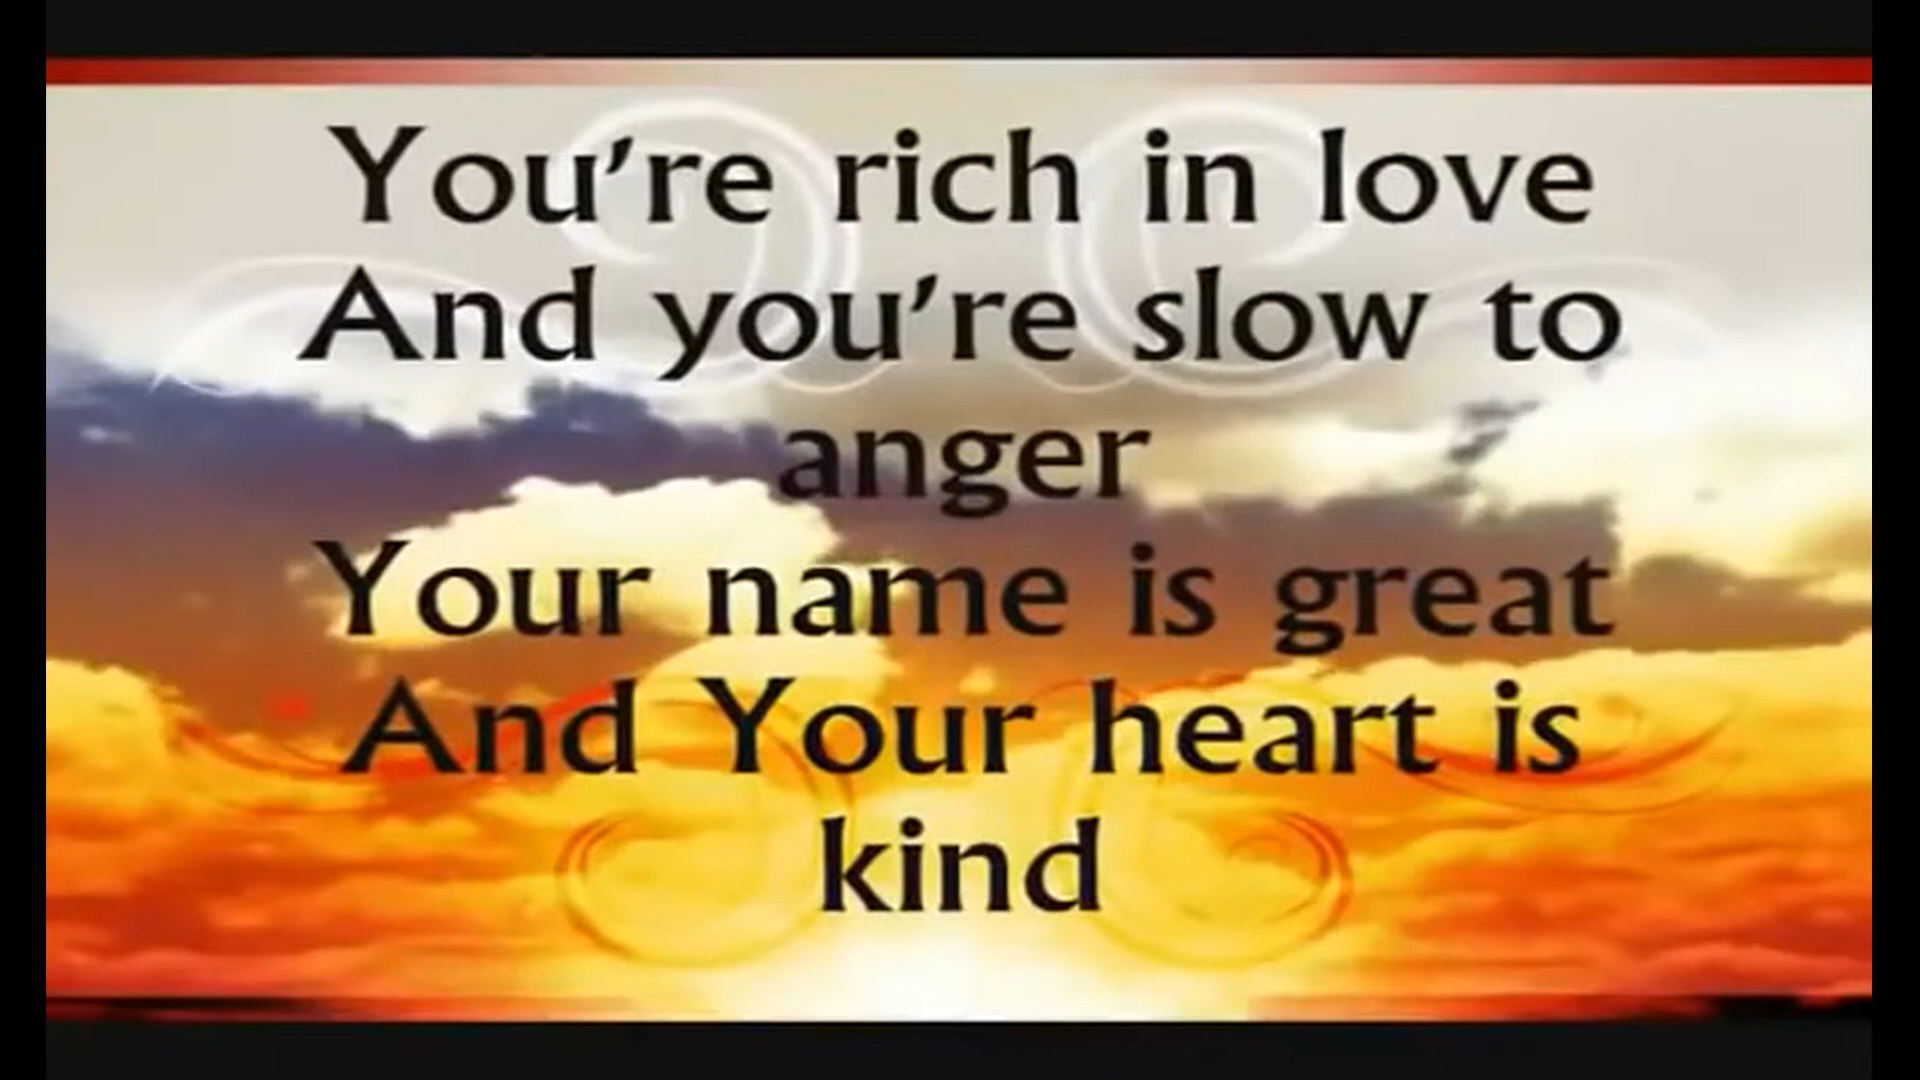 You're rich in love
And you're slow to
anger
Your name is great
And Your heart is
kind